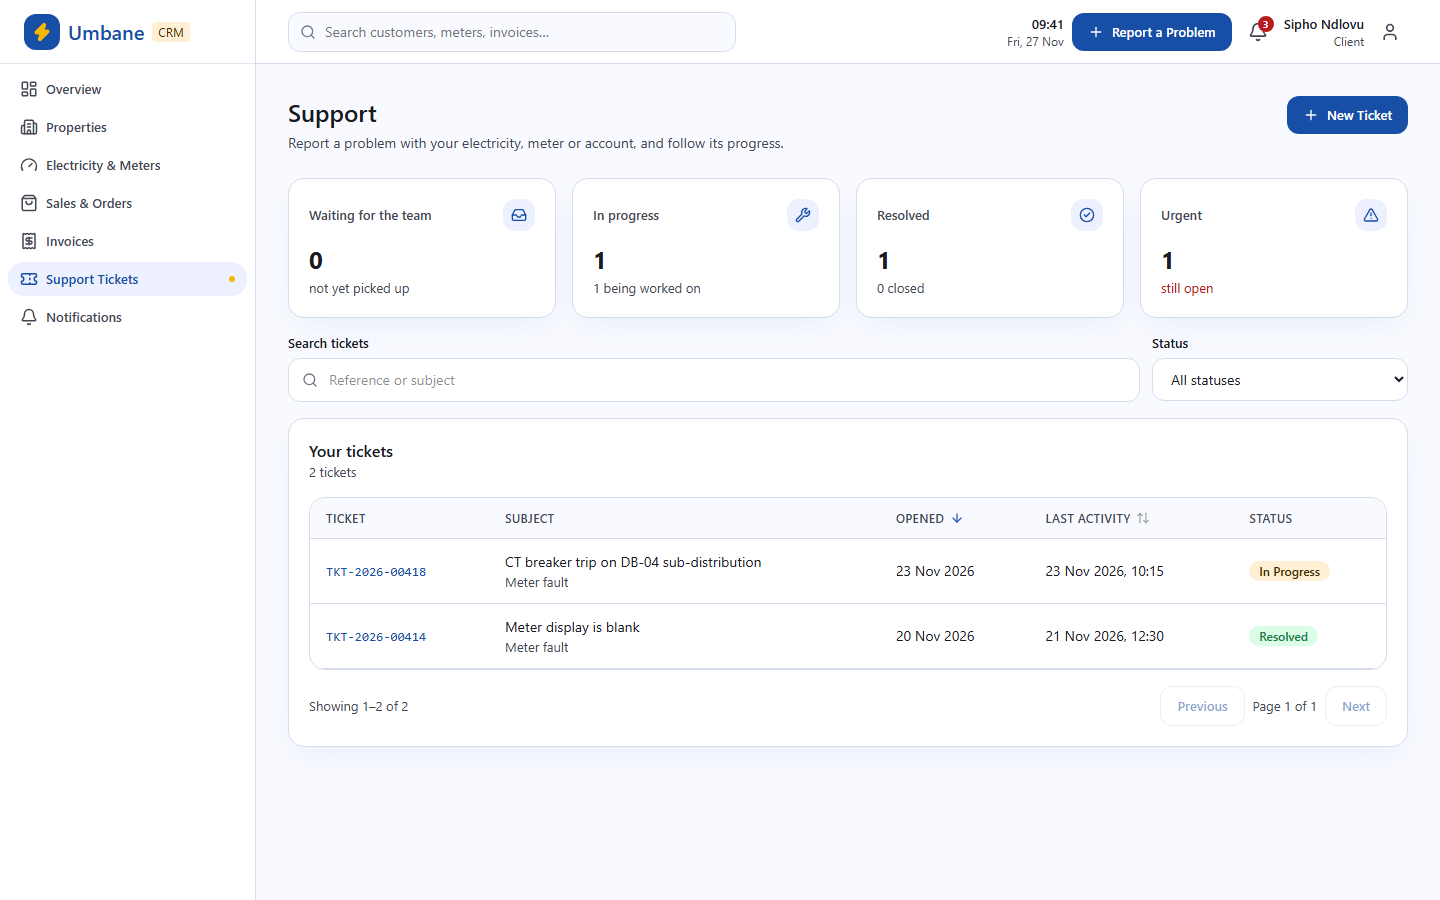 Umbane CRM
Search customers, meters, invoices...
09:41
Fri, 27 Nov
Report a Problem
3
Sipho Ndlovu
Client
Overview
Properties
Electricity & Meters
Sales & Orders
Invoices
Support Tickets
Notifications
Support
Report a problem with your electricity, meter or account, and follow its progress.
New Ticket
Waiting for the team
0
not yet picked up
In progress
1
1 being worked on
Resolved
1
0 closed
Urgent
1
still open
Search tickets
Reference or subject
Status
All statuses
Your tickets
2 tickets
TICKET SUBJECT OPENED LAST ACTIVITY STATUS
TKT-2026-00418 CT breaker trip on DB-04 sub-distribution 23 Nov 2026 23 Nov 2026, 10:15 In Progress
Meter fault
TKT-2026-00414 Meter display is blank 20 Nov 2026 21 Nov 2026, 12:30 Resolved
Meter fault
Showing 1–2 of 2
Previous Page 1 of 1 Next